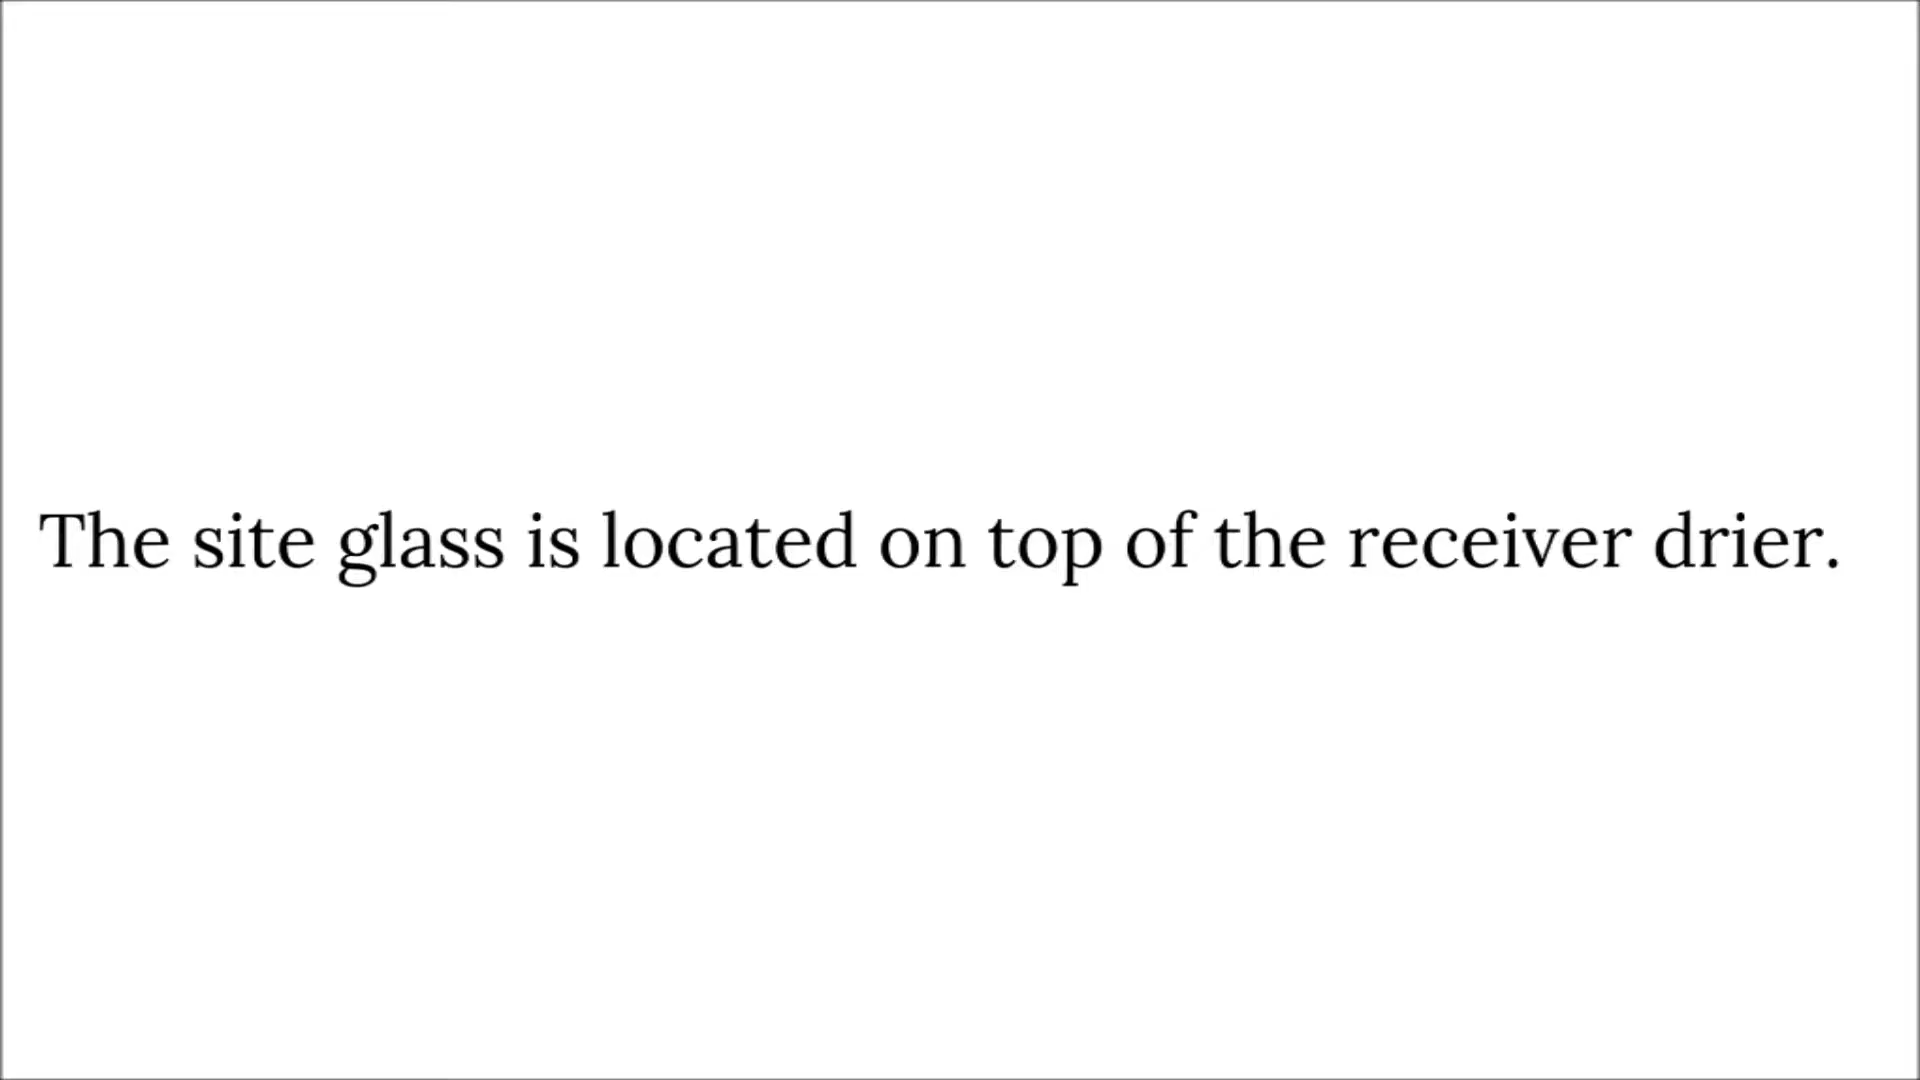 The site glass is located on top of the receiver drier.